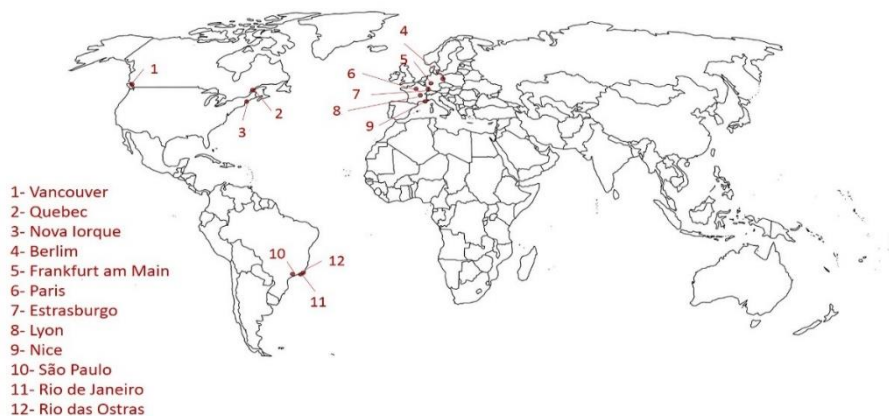 4
5
6
1
7
2
8
3
9
1- Vancouver
2- Quebec
3- Nova Iorque
4- Berlim
5- Frankfurt am Main
6- Paris
7- Estrasburgo
8- Lyon
9- Nice
10- São Paulo
11- Rio de Janeiro
12- Rio das Ostras
10
12
11